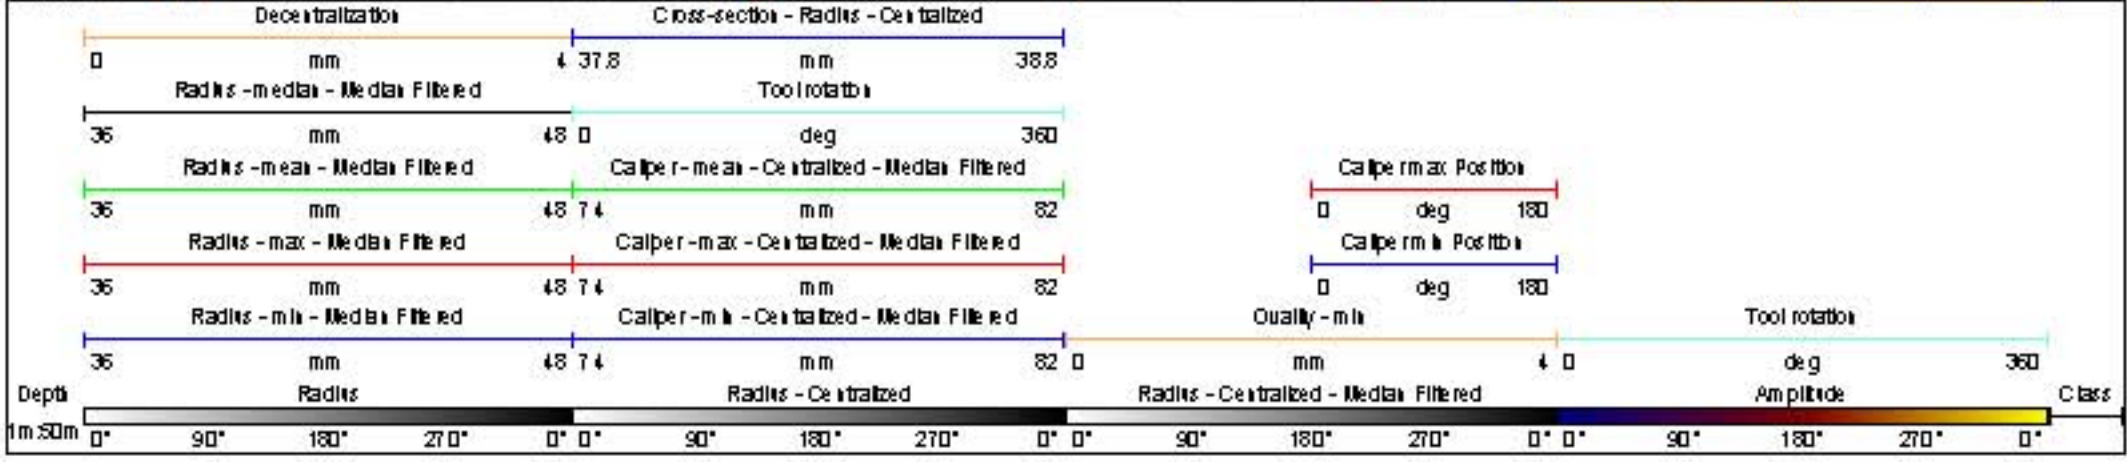 Decentralization Cross-section - Radius - Centralized
0 mm 4 37.8 mm 38.8
Radius - median - Median Filtered Tool rotation
36 mm 48 0 deg 360
Radius - mean - Median Filtered Caliper - mean - Centralized - Median Filtered Caliper max Position
36 mm 48 74 mm 82 0 deg 180
Radius - max - Median Filtered Caliper - max - Centralized - Median Filtered Caliper min Position
36 mm 48 74 mm 82 0 deg 180
Radius - min - Median Filtered Caliper - min - Centralized - Median Filtered Quality - min Tool rotation
36 mm 48 74 mm 82 0 mm 4 0 deg 360
Depth Radius Radius - Centralized Radius - Centralized - Median Filtered Amplitude Class
1m:50m 0° 90° 180° 270° 0° 0° 90° 180° 270° 0° 0° 90° 180° 270° 0° 0° 90° 180° 270° 0°